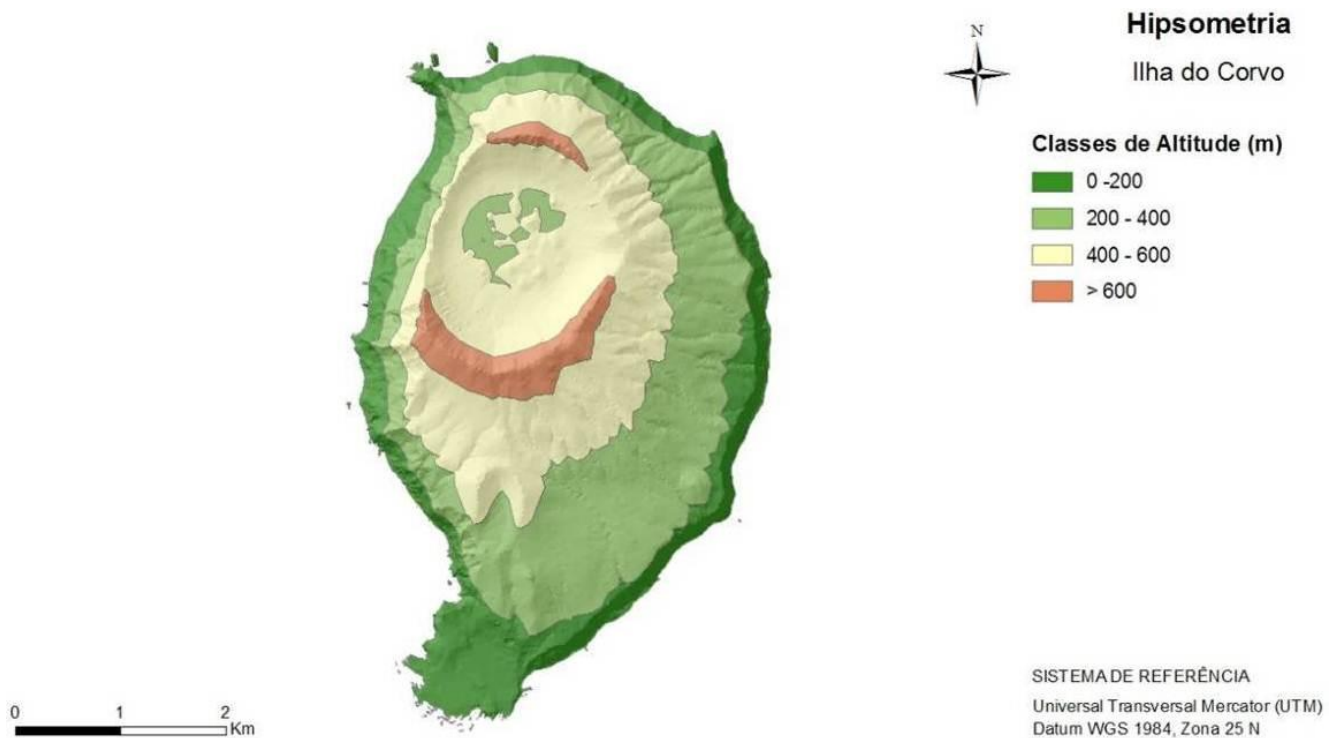 Hipsometria
Ilha do Corvo
N
Classes de Altitude (m)
0 -200
200 - 400
400 - 600
> 600
0 1 2
Km
SISTEMA DE REFERÊNCIA
Universal Transversal Mercator (UTM)
Datum WGS 1984, Zona 25 N